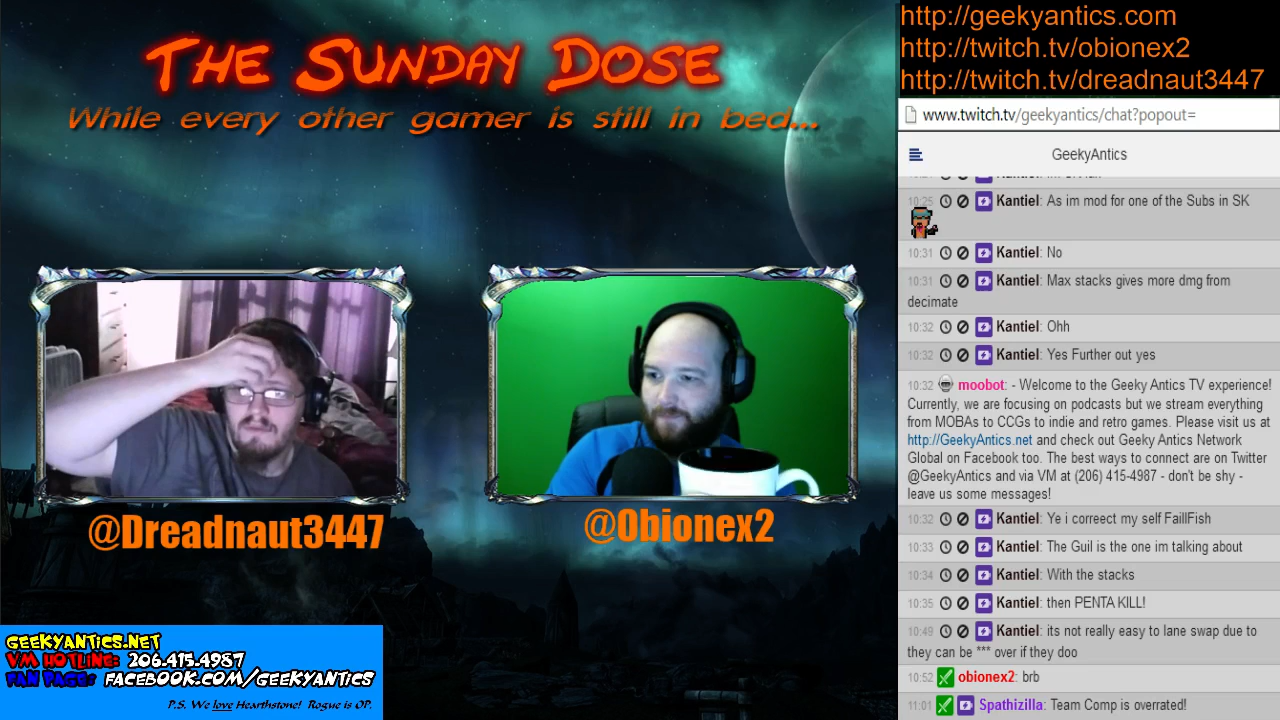 The Sunday Dose
While every other gamer is still in bed...
@Dreadnaut3447
@Obionex2
GEEKYANTICS.NET
VM HOTLINE: 206.415.4987
FAN PAGE: FACEBOOK.COM/GEEKYANTICS
P.S. We love Hearthstone! Rogue is OP.
http://geekyantics.com
http://twitch.tv/obionex2
http://twitch.tv/dreadnaut3447
www.twitch.tv/geekyantics/chat?popout=
GeekyAntics
10:25 Kantiel: As im mod for one of the Subs in SK
10:31 Kantiel: No
10:31 Kantiel: Max stacks gives more dmg from
decimate
10:32 Kantiel: Ohh
10:32 Kantiel: Yes Further out yes
10:32 moobot: - Welcome to the Geeky Antics TV experience!
Currently, we are focusing on podcasts but we stream everything
from MOBAs to CCGs to indie and retro games. Please visit us at
http://GeekyAntics.net and check out Geeky Antics Network
Global on Facebook too. The best ways to connect are on Twitter
@GeekyAntics and via VM at (206) 415-4987 - don't be shy -
leave us some messages!
10:32 Kantiel: Ye i correect my self FaillFish
10:33 Kantiel: The Guil is the one im talking about
10:34 Kantiel: With the stacks
10:35 Kantiel: then PENTA KILL!
10:49 Kantiel: its not really easy to lane swap due to
they can be *** over if they doo
10:52 obionex2: brb
11:01 Spathizilla: Team Comp is overrated!